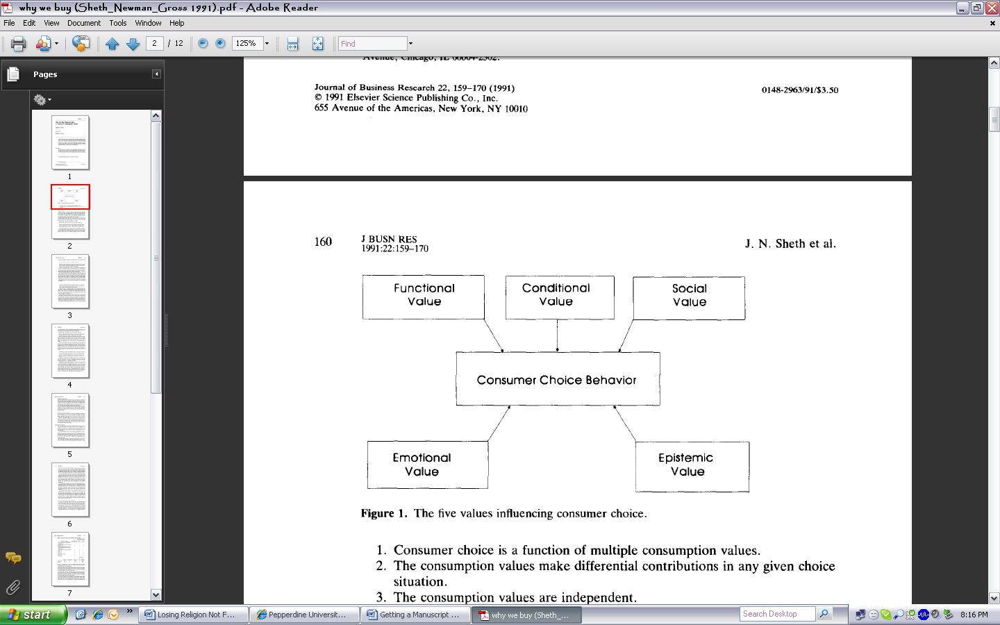 why we buy (Sheth_Newman_Gross 1991).pdf - Adobe Reader
File Edit View Document Tools Window Help
2 / 12 125% Find
Pages
Avenue, Chicago, IL 60604-2302.
Journal of Business Research 22, 159–170 (1991)
© 1991 Elsevier Science Publishing Co., Inc.
655 Avenue of the Americas, New York, NY 10010
0148-2963/91/$3.50
1
2
3
4
5
6
7
160
J BUSN RES
1991:22:159–170
J. N. Sheth et al.
Functional
Value
Conditional
Value
Social
Value
Consumer Choice Behavior
Emotional
Value
Epistemic
Value
Figure 1. The five values influencing consumer choice.
1. Consumer choice is a function of multiple consumption values.
2. The consumption values make differential contributions in any given choice
situation.
3. The consumption values are independent.
start
Losing Religion Not F...
Pepperdine Universit...
Getting a Manuscript ...
why we buy (Sheth_...
Search Desktop
8:16 PM